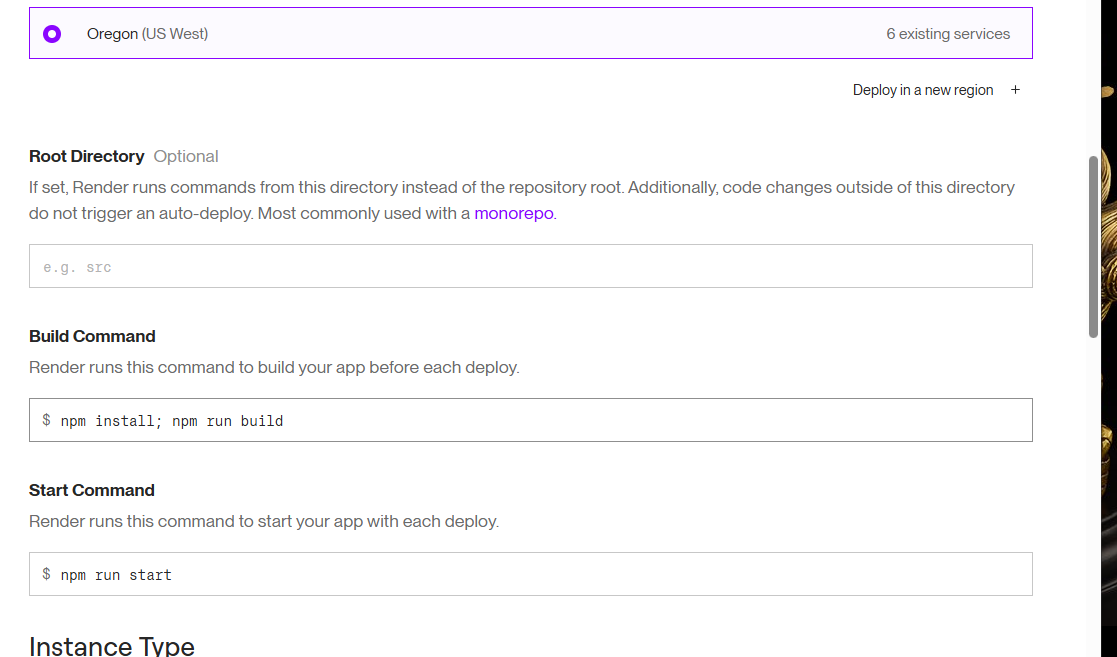 Oregon (US West) 6 existing services
Deploy in a new region +
Root Directory Optional
If set, Render runs commands from this directory instead of the repository root. Additionally, code changes outside of this directory
do not trigger an auto-deploy. Most commonly used with a monorepo.
e.g. src
Build Command
Render runs this command to build your app before each deploy.
$ npm install; npm run build
Start Command
Render runs this command to start your app with each deploy.
$ npm run start
Instance Type